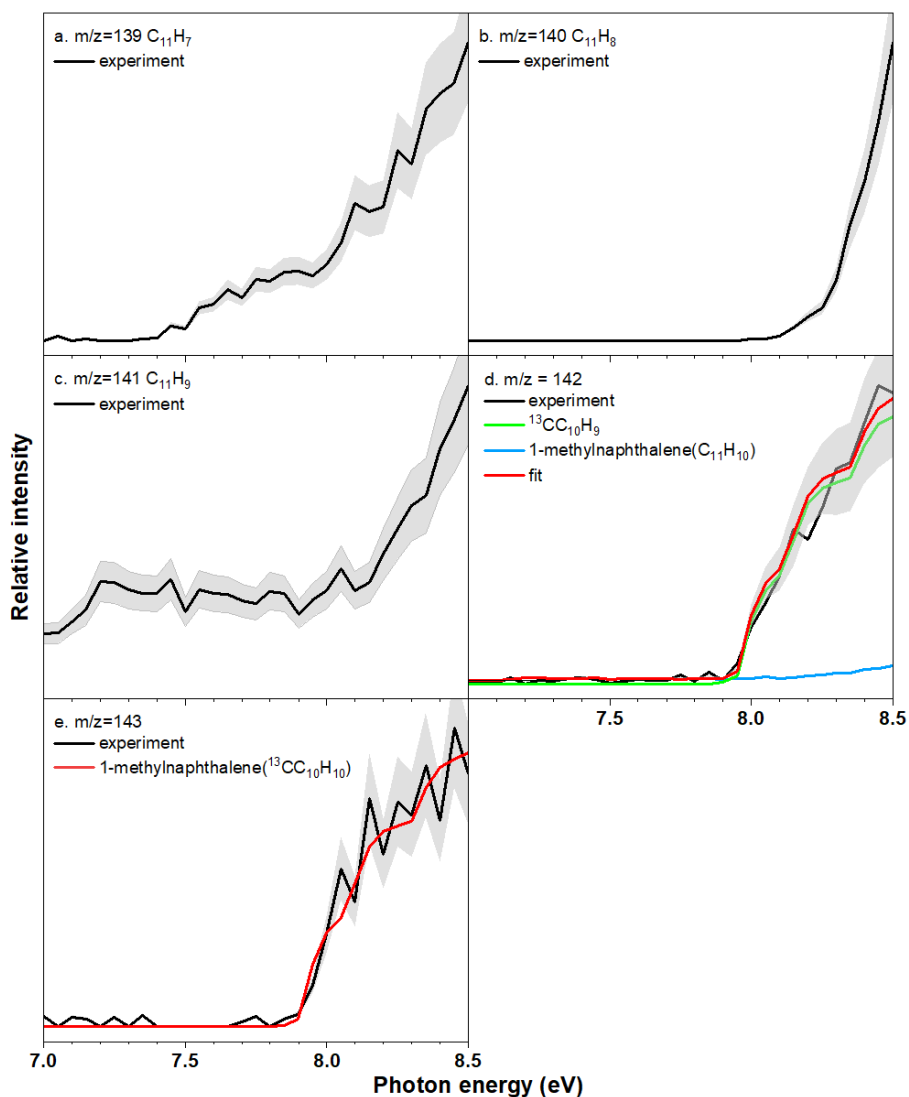 a. m/z=139 C₁₁H₇
experiment
b. m/z=140 C₁₁H₈
experiment
c. m/z=141 C₁₁H₉
experiment
d. m/z = 142
experiment
¹³CC₁₀H₉
1-methylnaphthalene(C₁₁H₁₀)
fit
7.5
8.0
8.5
e. m/z=143
experiment
1-methylnaphthalene(¹³CC₁₀H₁₀)
7.0
7.5
8.0
8.5
Relative intensity
Photon energy (eV)